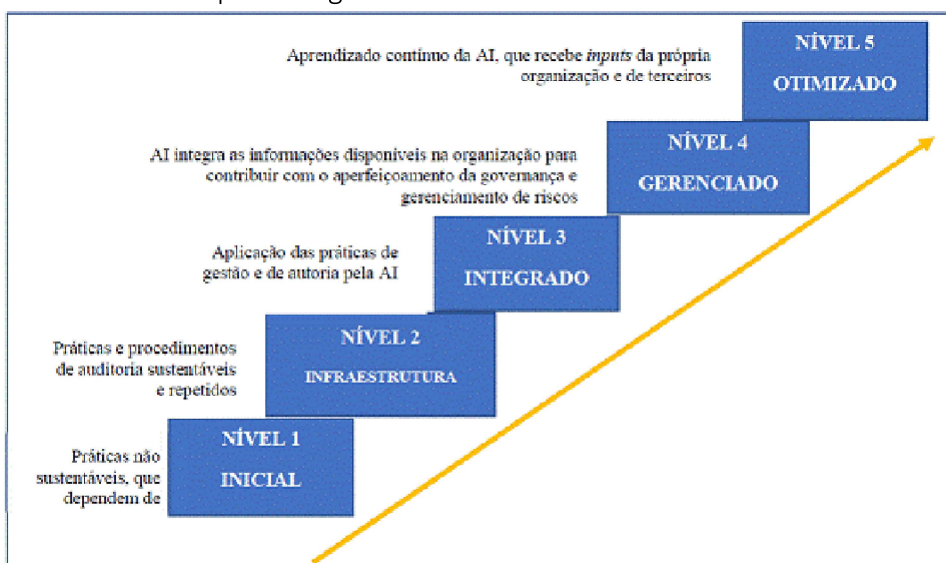 Aprendizado contínuo da AI, que recebe inputs da própria
organização e de terceiros
NÍVEL 5
OTIMIZADO
AI integra as informações disponíveis na organização para
contribuir com o aperfeiçoamento da governança e
gerenciamento de riscos
NÍVEL 4
GERENCIADO
Aplicação das práticas de
gestão e de autoria pela AI
NÍVEL 3
INTEGRADO
Práticas e procedimentos
de auditoria sustentáveis
e repetidos
NÍVEL 2
INFRAESTRUTURA
Práticas não
sustentáveis, que
dependem de
NÍVEL 1
INICIAL